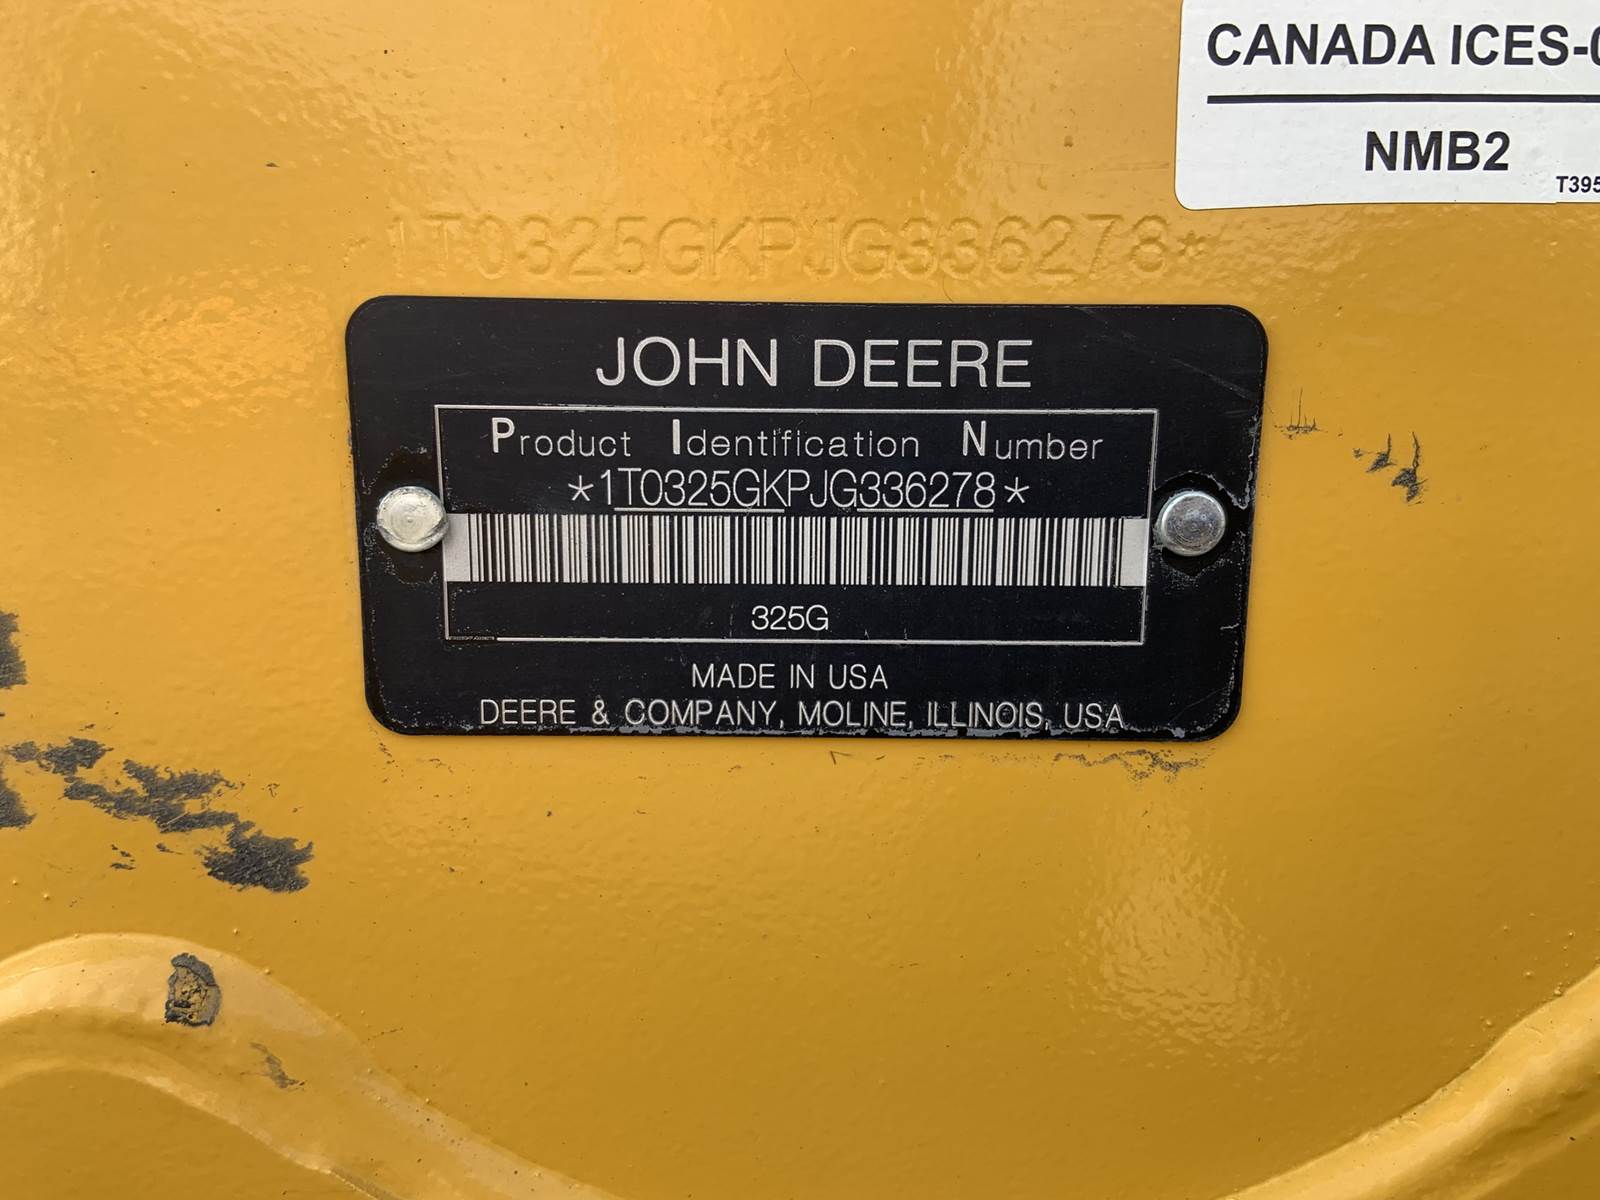 CANADA ICES-0
NMB2
T395
1T0325GKPJG336278*
JOHN DEERE
Product Identification Number
*1T0325GKPJG336278*
325G
MADE IN USA
DEERE & COMPANY, MOLINE, ILLINOIS, USA